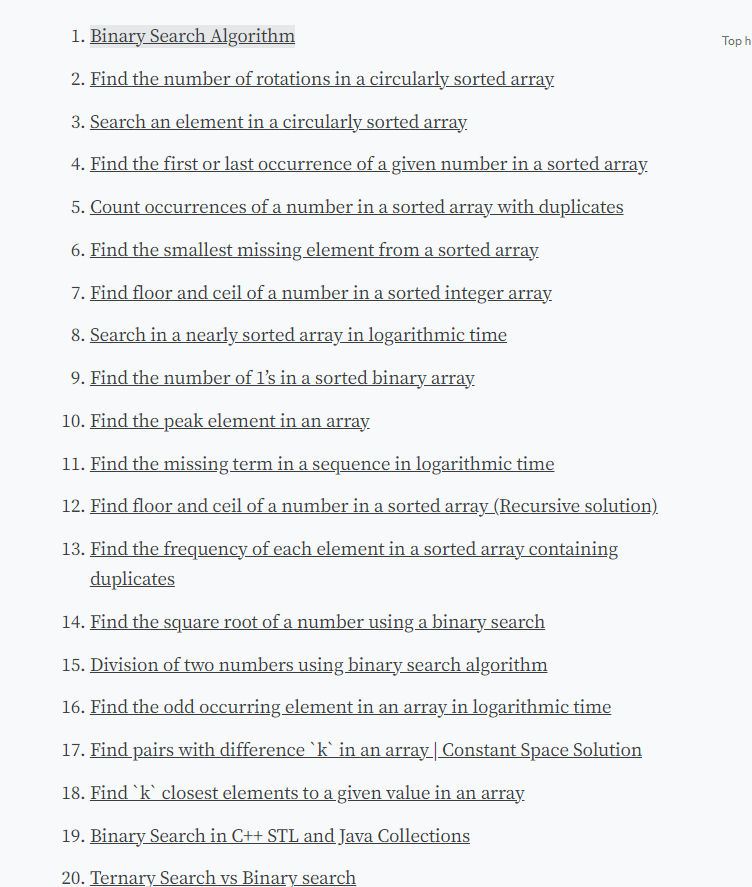 1. Binary Search Algorithm
Top h
2. Find the number of rotations in a circularly sorted array
3. Search an element in a circularly sorted array
4. Find the first or last occurrence of a given number in a sorted array
5. Count occurrences of a number in a sorted array with duplicates
6. Find the smallest missing element from a sorted array
7. Find floor and ceil of a number in a sorted integer array
8. Search in a nearly sorted array in logarithmic time
9. Find the number of 1’s in a sorted binary array
10. Find the peak element in an array
11. Find the missing term in a sequence in logarithmic time
12. Find floor and ceil of a number in a sorted array (Recursive solution)
13. Find the frequency of each element in a sorted array containing
duplicates
14. Find the square root of a number using a binary search
15. Division of two numbers using binary search algorithm
16. Find the odd occurring element in an array in logarithmic time
17. Find pairs with difference `k` in an array | Constant Space Solution
18. Find `k` closest elements to a given value in an array
19. Binary Search in C++ STL and Java Collections
20. Ternary Search vs Binary search